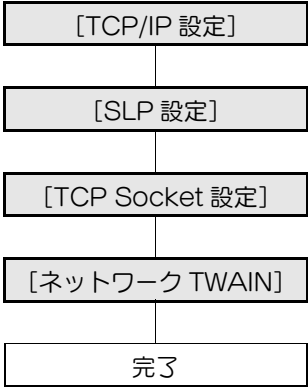 [TCP/IP 設定]
[SLP 設定]
[TCP Socket 設定]
[ネットワーク TWAIN]
完了